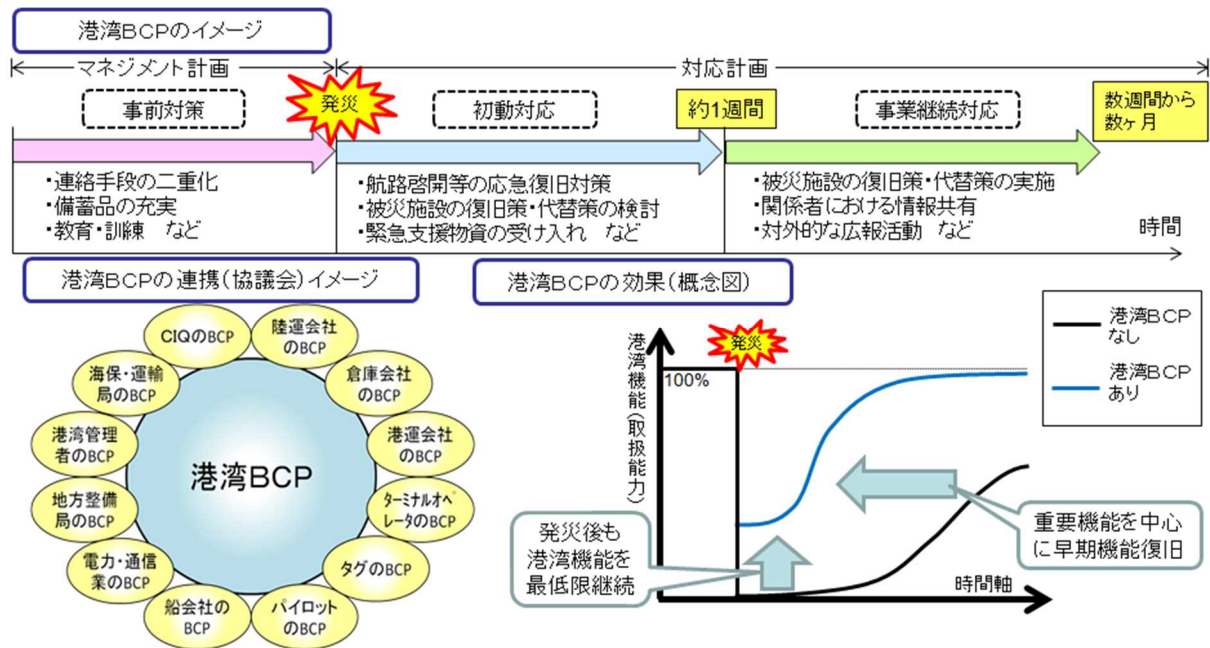 港湾BCPのイメージ
マネジメント計画
対応計画
事前対策
発災
初動対応
約1週間
事業継続対応
数週間から
数ヶ月
・連絡手段の二重化
・備蓄品の充実
・教育・訓練　など
・航路啓開等の応急復旧対策
・被災施設の復旧策・代替策の検討
・緊急支援物資の受け入れ　など
・被災施設の復旧策・代替策の実施
・関係者における情報共有
・対外的な広報活動　など
時間
港湾BCPの連携(協議会)イメージ
CIQのBCP
陸運会社
のBCP
海保・運輸
局のBCP
倉庫会社
のBCP
港湾管理
者のBCP
港運会社
のBCP
港湾BCP
地方整備
局のBCP
ターミナルオペ
レータのBCP
電力・通信
業のBCP
タグのBCP
船会社の
BCP
パイロット
のBCP
港湾BCPの効果(概念図)
港湾機能(取扱能力)
発災
100%
港湾BCP
なし
港湾BCP
あり
発災後も
港湾機能を
最低限継続
重要機能を中心
に早期機能復旧
時間軸